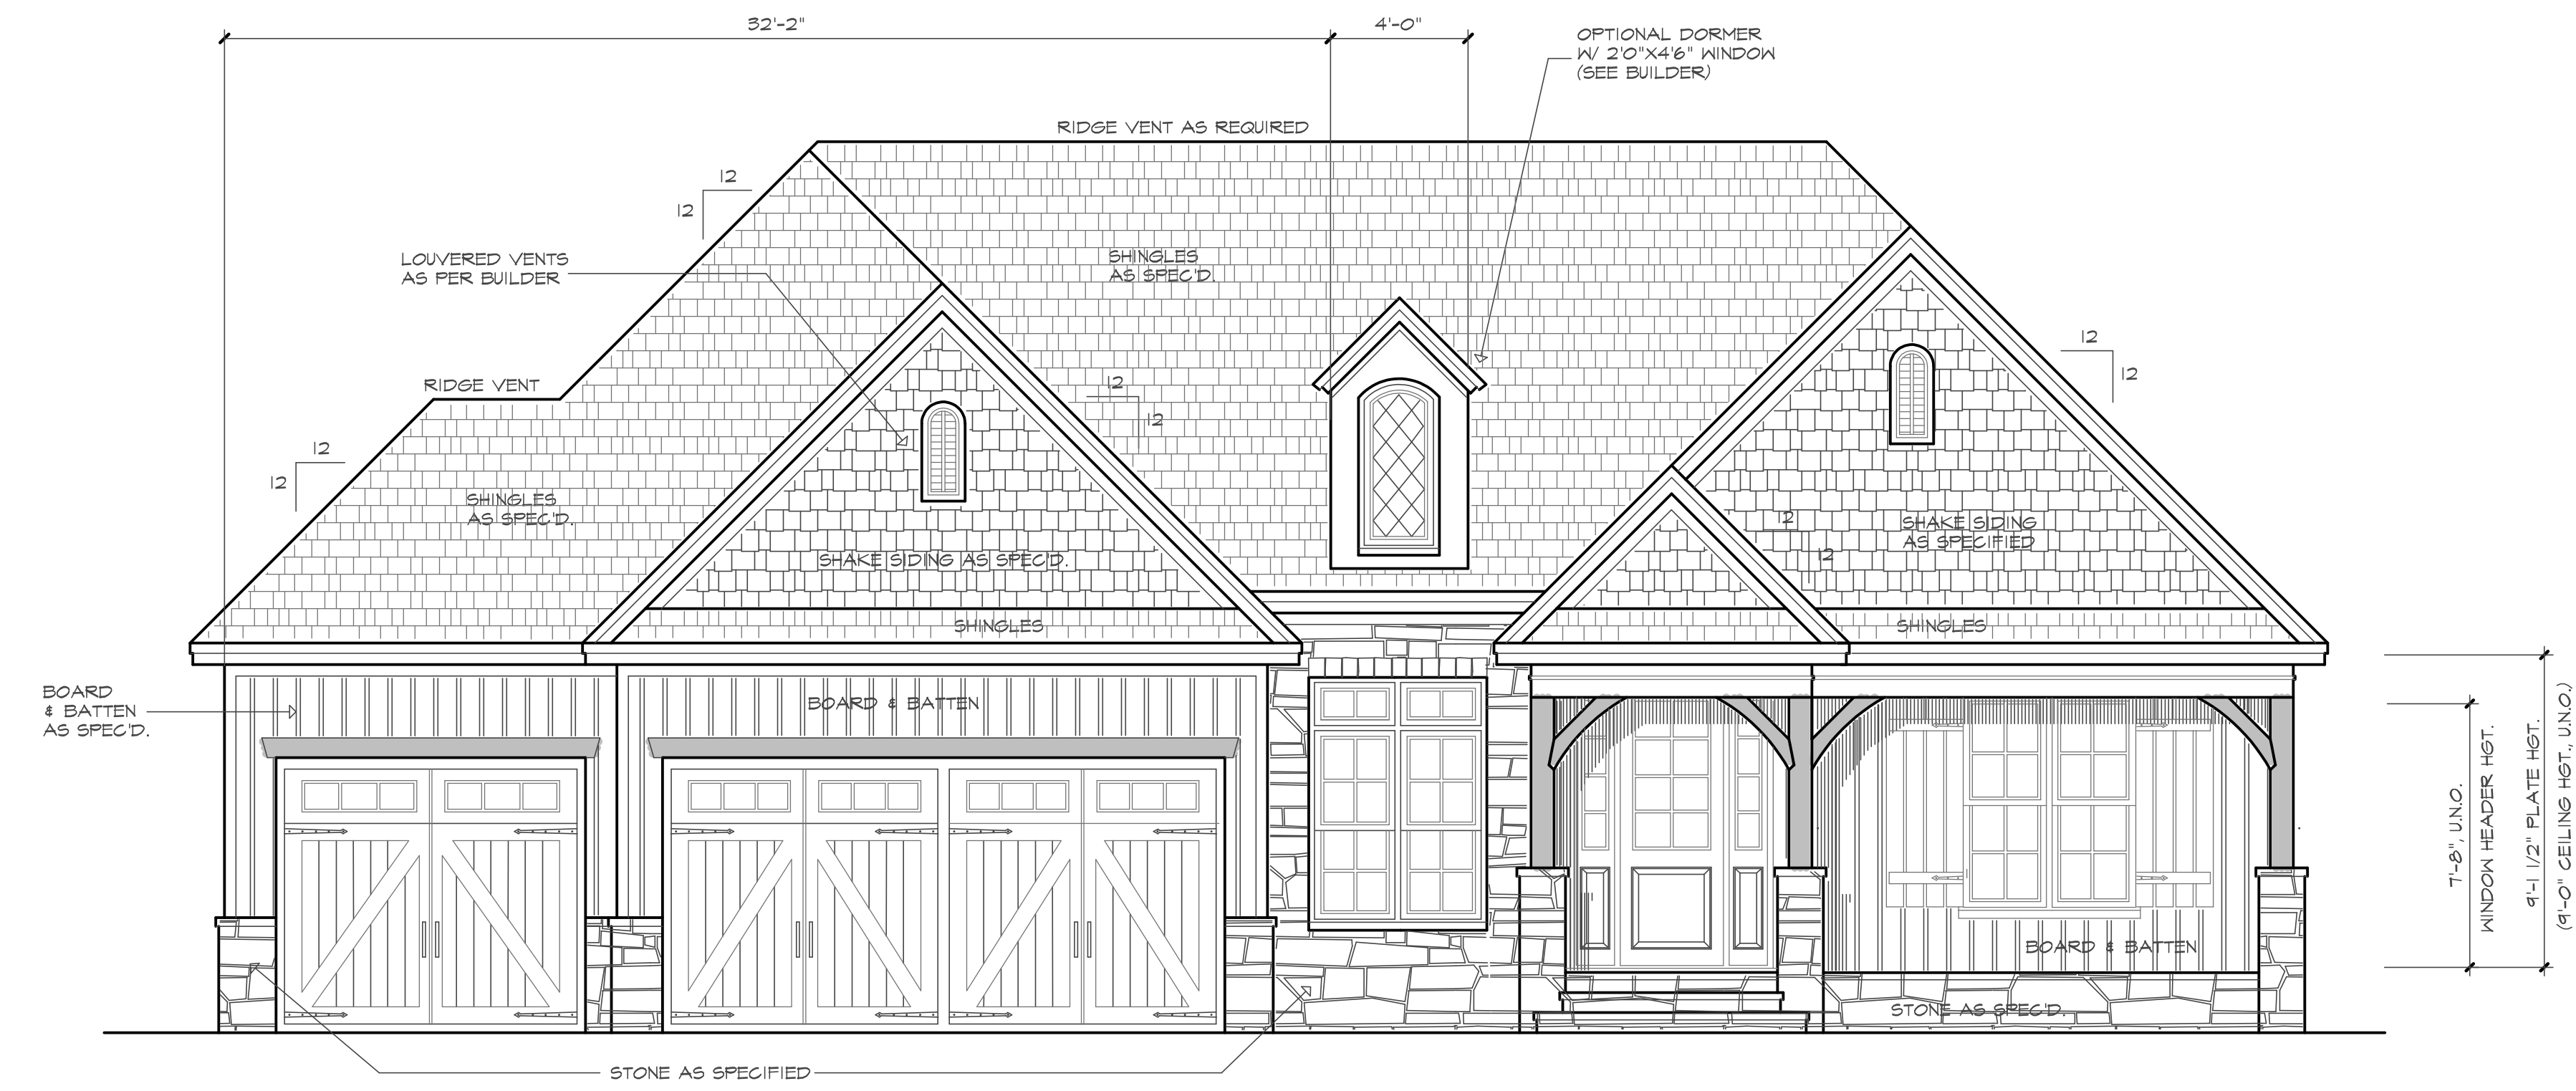 32'-2"
4'-0"
OPTIONAL DORMER
W/ 2'0"X4'6" WINDOW
(SEE BUILDER)
RIDGE VENT AS REQUIRED
12
12
LOUVERED VENTS
AS PER BUILDER
SHINGLES
AS SPEC'D.
12
12
RIDGE VENT
12
12
12
12
SHINGLES
AS SPEC'D.
SHAKE SIDING AS SPEC'D.
12
12
SHAKE SIDING
AS SPECIFIED
SHINGLES
SHINGLES
BOARD
& BATTEN
AS SPEC'D.
BOARD & BATTEN
7'-8", U.N.O.
WINDOW HEADER HGT.
9'-1 1/2" PLATE HGT.
(9'-0" CEILING HGT., U.N.O.)
BOARD & BATTEN
STONE AS SPEC'D.
STONE AS SPECIFIED